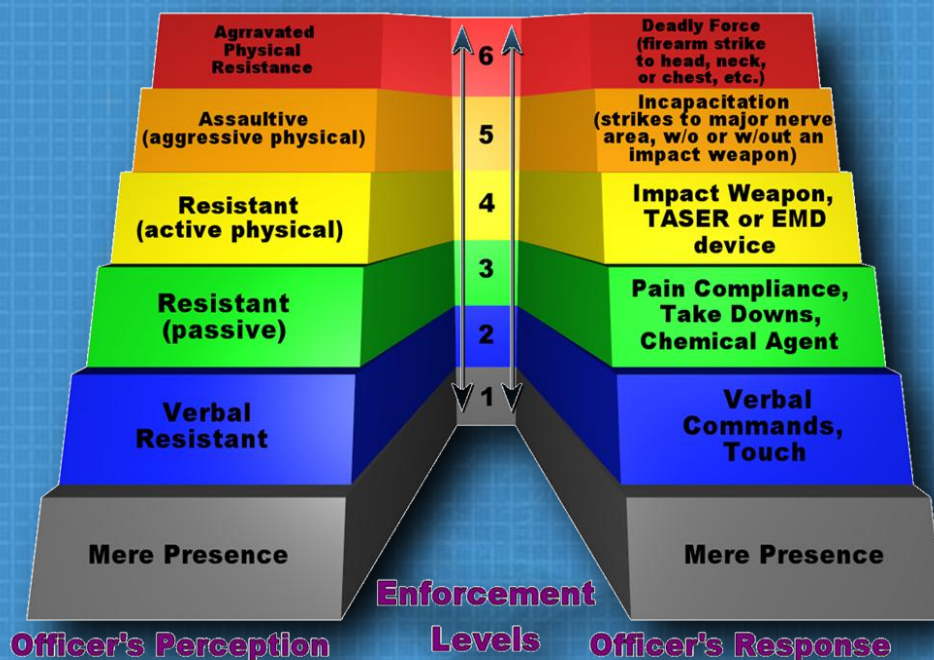 Agrravated
Physical
Resistance
6
Deadly Force
(firearm strike
to head, neck,
or chest, etc.)
Assaultive
(aggressive physical)
5
Incapacitation
(strikes to major nerve
area, w/o or w/out an
impact weapon)
Resistant
(active physical)
4
Impact Weapon,
TASER or EMD
device
Resistant
(passive)
3
Pain Compliance,
Take Downs,
Chemical Agent
Verbal
Resistant
2
Verbal
Commands,
Touch
Mere Presence
1
Mere Presence
Officer's Perception
Enforcement
Levels
Officer's Response